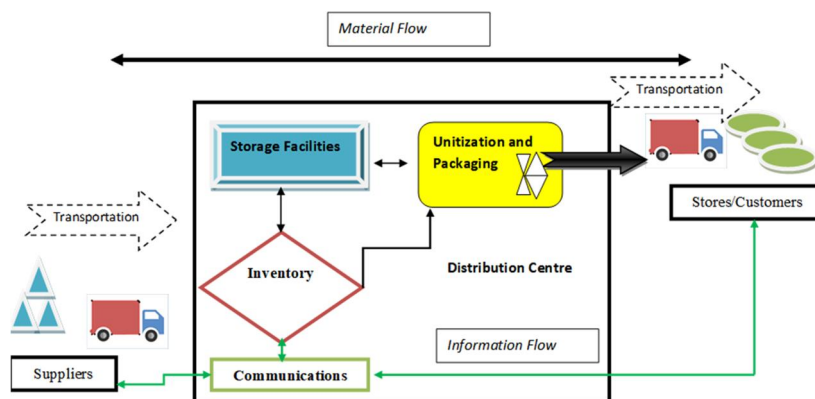 Material Flow
Transportation
Storage Facilities
Unitization and
Packaging
Stores/Customers
Transportation
Inventory
Distribution Centre
Information Flow
Suppliers
Communications